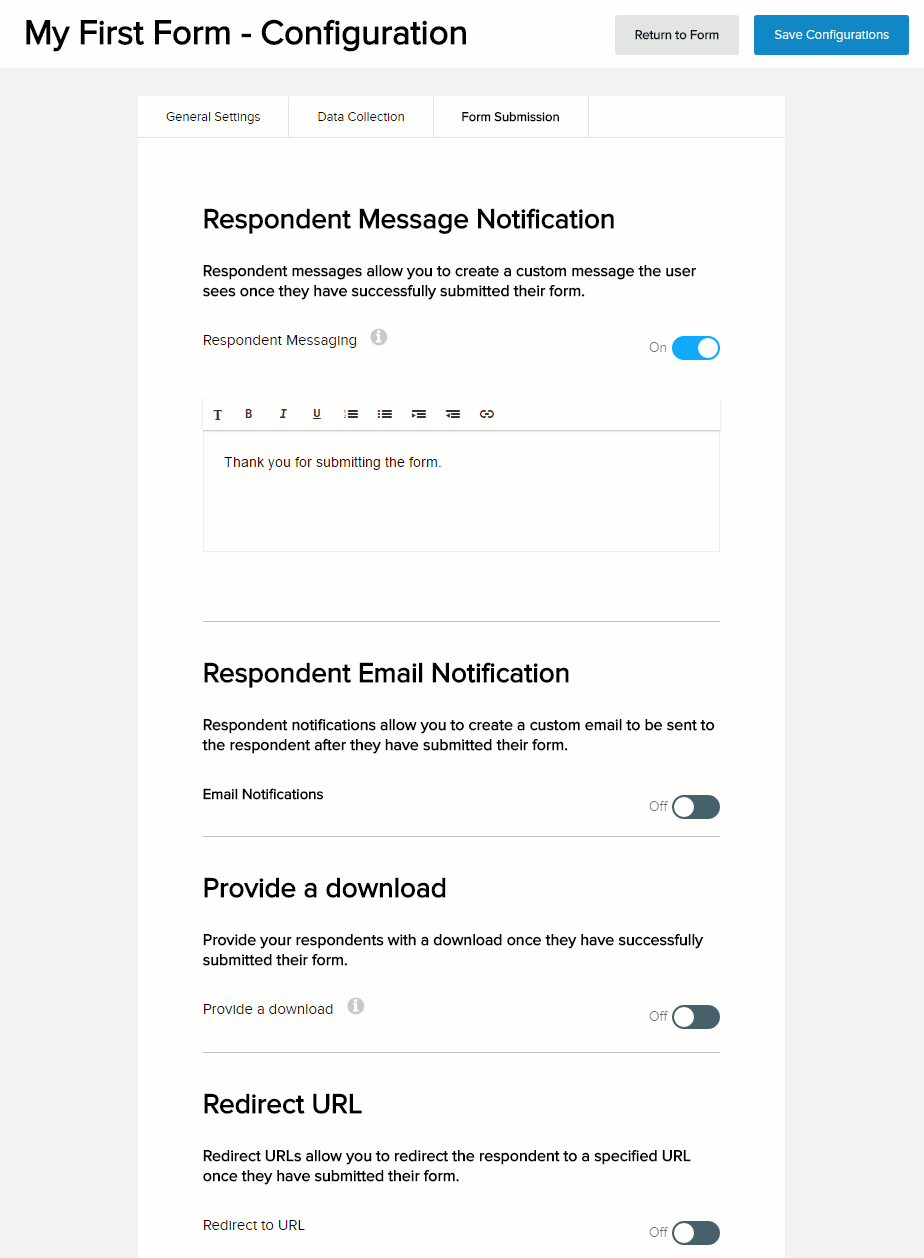 My First Form - Configuration
Return to Form
Save Configurations
General Settings
Data Collection
Form Submission
Respondent Message Notification
Respondent messages allow you to create a custom message the user
sees once they have successfully submitted their form.
Respondent Messaging
On
T B I U
Thank you for submitting the form.
Respondent Email Notification
Respondent notifications allow you to create a custom email to be sent to
the respondent after they have submitted their form.
Email Notifications
Off
Provide a download
Provide your respondents with a download once they have successfully
submitted their form.
Provide a download
Off
Redirect URL
Redirect URLs allow you to redirect the respondent to a specified URL
once they have submitted their form.
Redirect to URL
Off